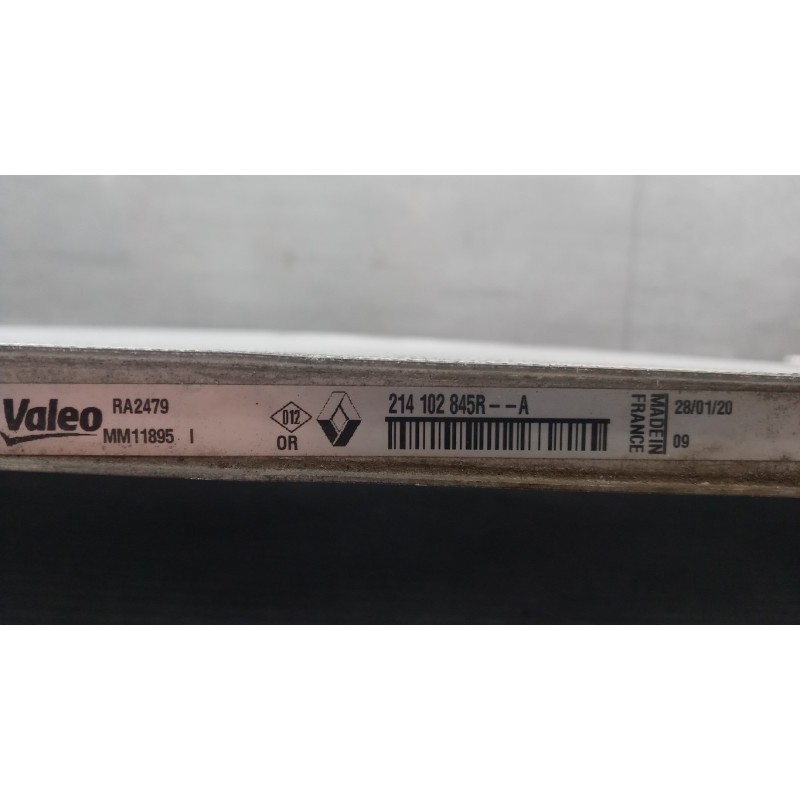 Valeo
RA2479
MM11895 I
D12
OR
214 102 845R--A
MADE IN
FRANCE
28/01/20
09